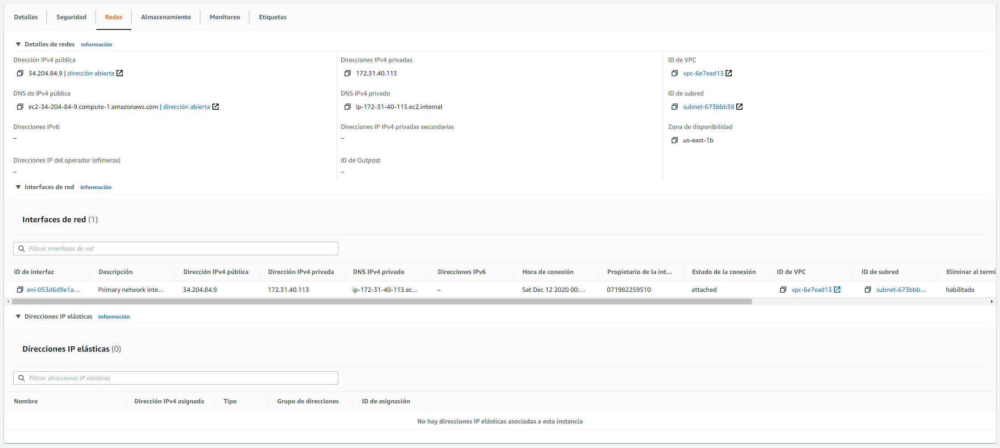 Detalles Seguridad Redes Almacenamiento Monitoreo Etiquetas
Detalles de redes Información
Dirección IPv4 pública Direcciones IPv4 privadas ID de VPC
34.204.84.9 | dirección abierta 172.31.40.113 vpc-6e7ead13
DNS de IPv4 pública DNS IPv4 privado ID de subred
ec2-34-204-84-9.compute-1.amazonaws.com | dirección abierta ip-172-31-40-113.ec2.internal subnet-673bbb38
Direcciones IPv6 Direcciones IP IPv4 privadas secundarias Zona de disponibilidad
– – us-east-1b
Direcciones IP del operador (efímeras) ID de Outpost
– –
Interfaces de red Información
Interfaces de red (1)
Filtrar interfaces de red
ID de interfaz Descripción Dirección IPv4 pública Dirección IPv4 privada DNS IPv4 privado Direcciones IPv6 Hora de conexión Propietario de la int... Estado de la conexión ID de VPC ID de subred Eliminar al termi
eni-053d6d9e1a... Primary network inte... 34.204.84.9 172.31.40.113 ip-172-31-40-113.ec... – Sat Dec 12 2020 00:... 071982259510 attached vpc-6e7ead13 subnet-673bbb... habilitado
Direcciones IP elásticas Información
Direcciones IP elásticas (0)
Filtrar direcciones IP elásticas
Nombre Dirección IPv4 asignada Tipo Grupo de direcciones ID de asignación
No hay direcciones IP elásticas asociadas a esta instancia